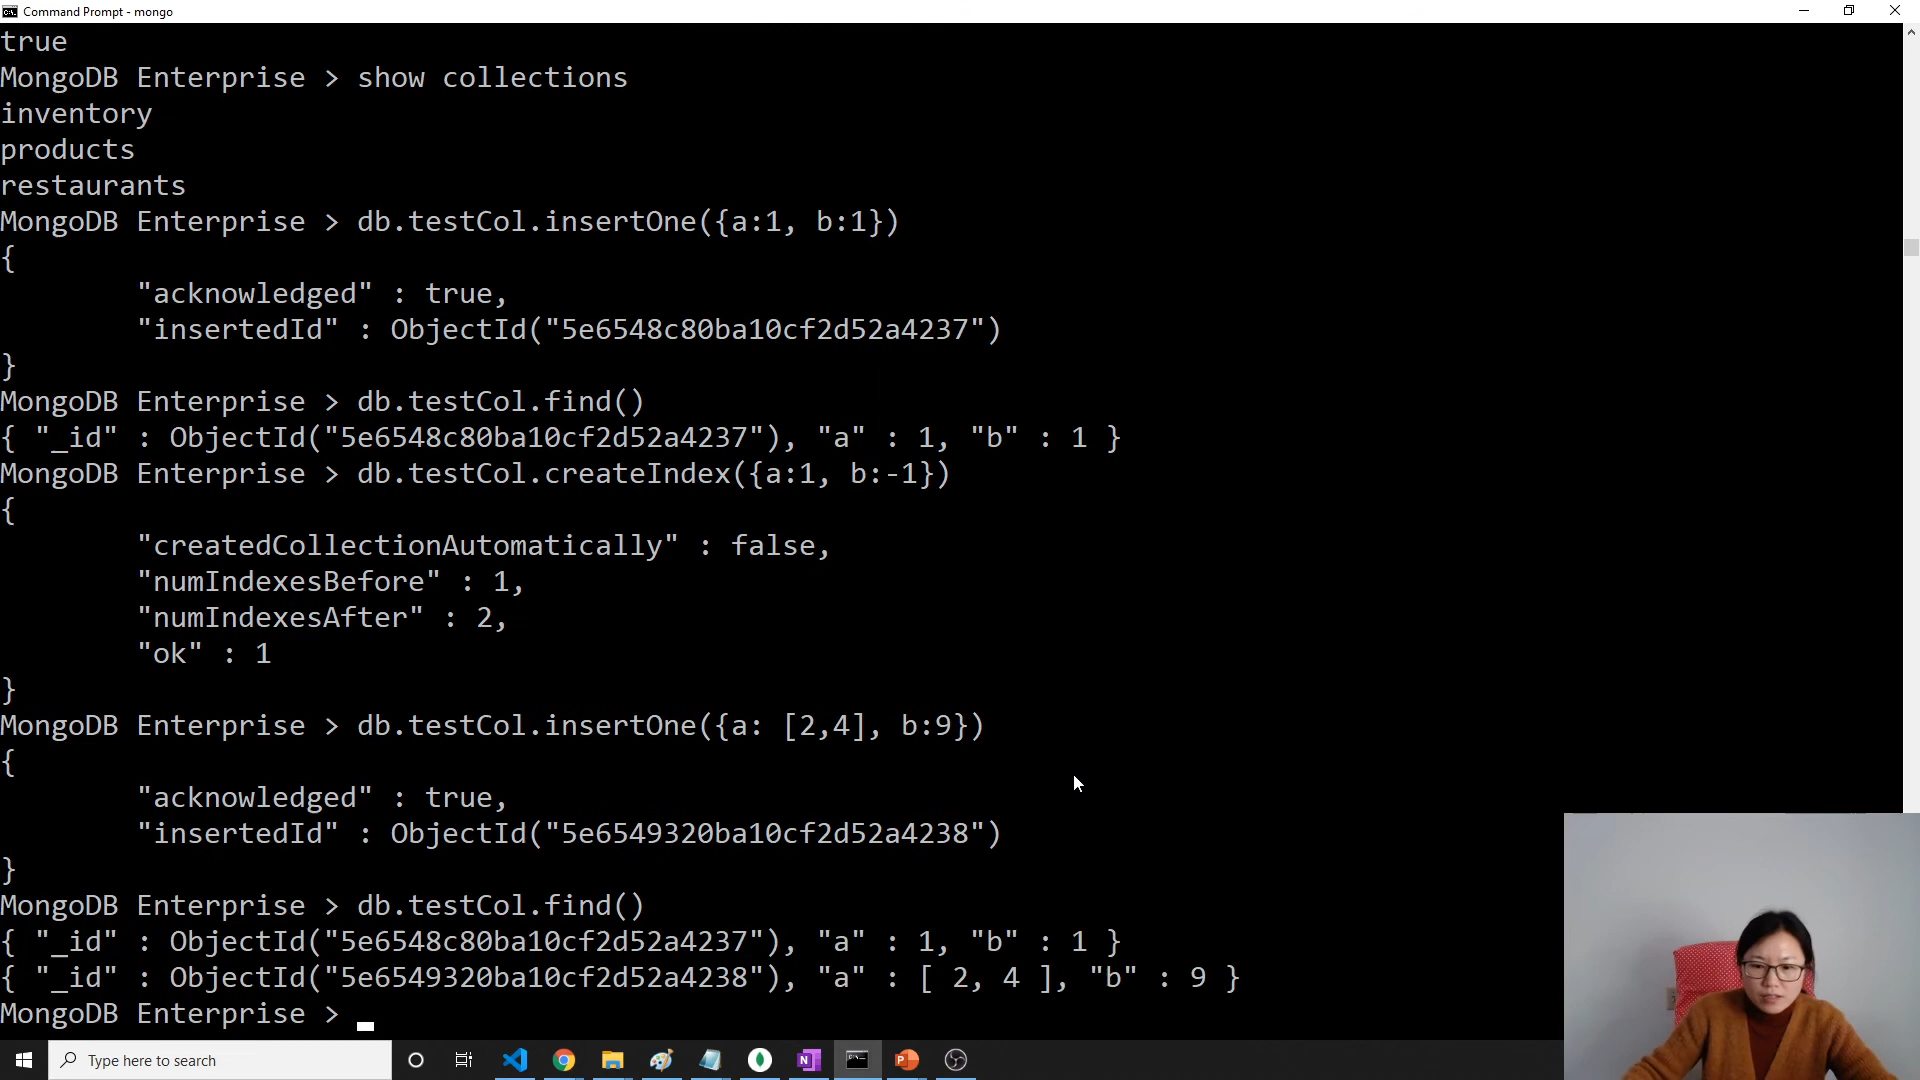 Command Prompt - mongo
true
MongoDB Enterprise > show collections
inventory
products
restaurants
MongoDB Enterprise > db.testCol.insertOne({a:1, b:1})
{
"acknowledged" : true,
"insertedId" : ObjectId("5e6548c80ba10cf2d52a4237")
}
MongoDB Enterprise > db.testCol.find()
{ "_id" : ObjectId("5e6548c80ba10cf2d52a4237"), "a" : 1, "b" : 1 }
MongoDB Enterprise > db.testCol.createIndex({a:1, b:-1})
{
"createdCollectionAutomatically" : false,
"numIndexesBefore" : 1,
"numIndexesAfter" : 2,
"ok" : 1
}
MongoDB Enterprise > db.testCol.insertOne({a: [2,4], b:9})
{
"acknowledged" : true,
"insertedId" : ObjectId("5e6549320ba10cf2d52a4238")
}
MongoDB Enterprise > db.testCol.find()
{ "_id" : ObjectId("5e6548c80ba10cf2d52a4237"), "a" : 1, "b" : 1 }
{ "_id" : ObjectId("5e6549320ba10cf2d52a4238"), "a" : [ 2, 4 ], "b" : 9 }
MongoDB Enterprise >
Type here to search